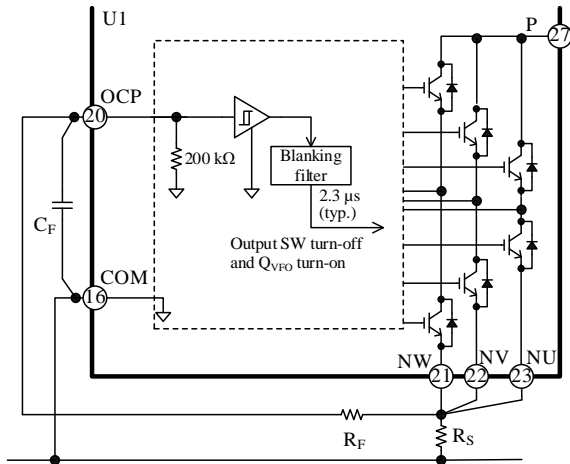 U1
P
27
OCP
20
200 kΩ
Blanking
filter
2.3 µs
(typ.)
Output SW turn-off
and QVFO turn-on
CF
COM
16
NW
NV
NU
21
22
23
RF
RS